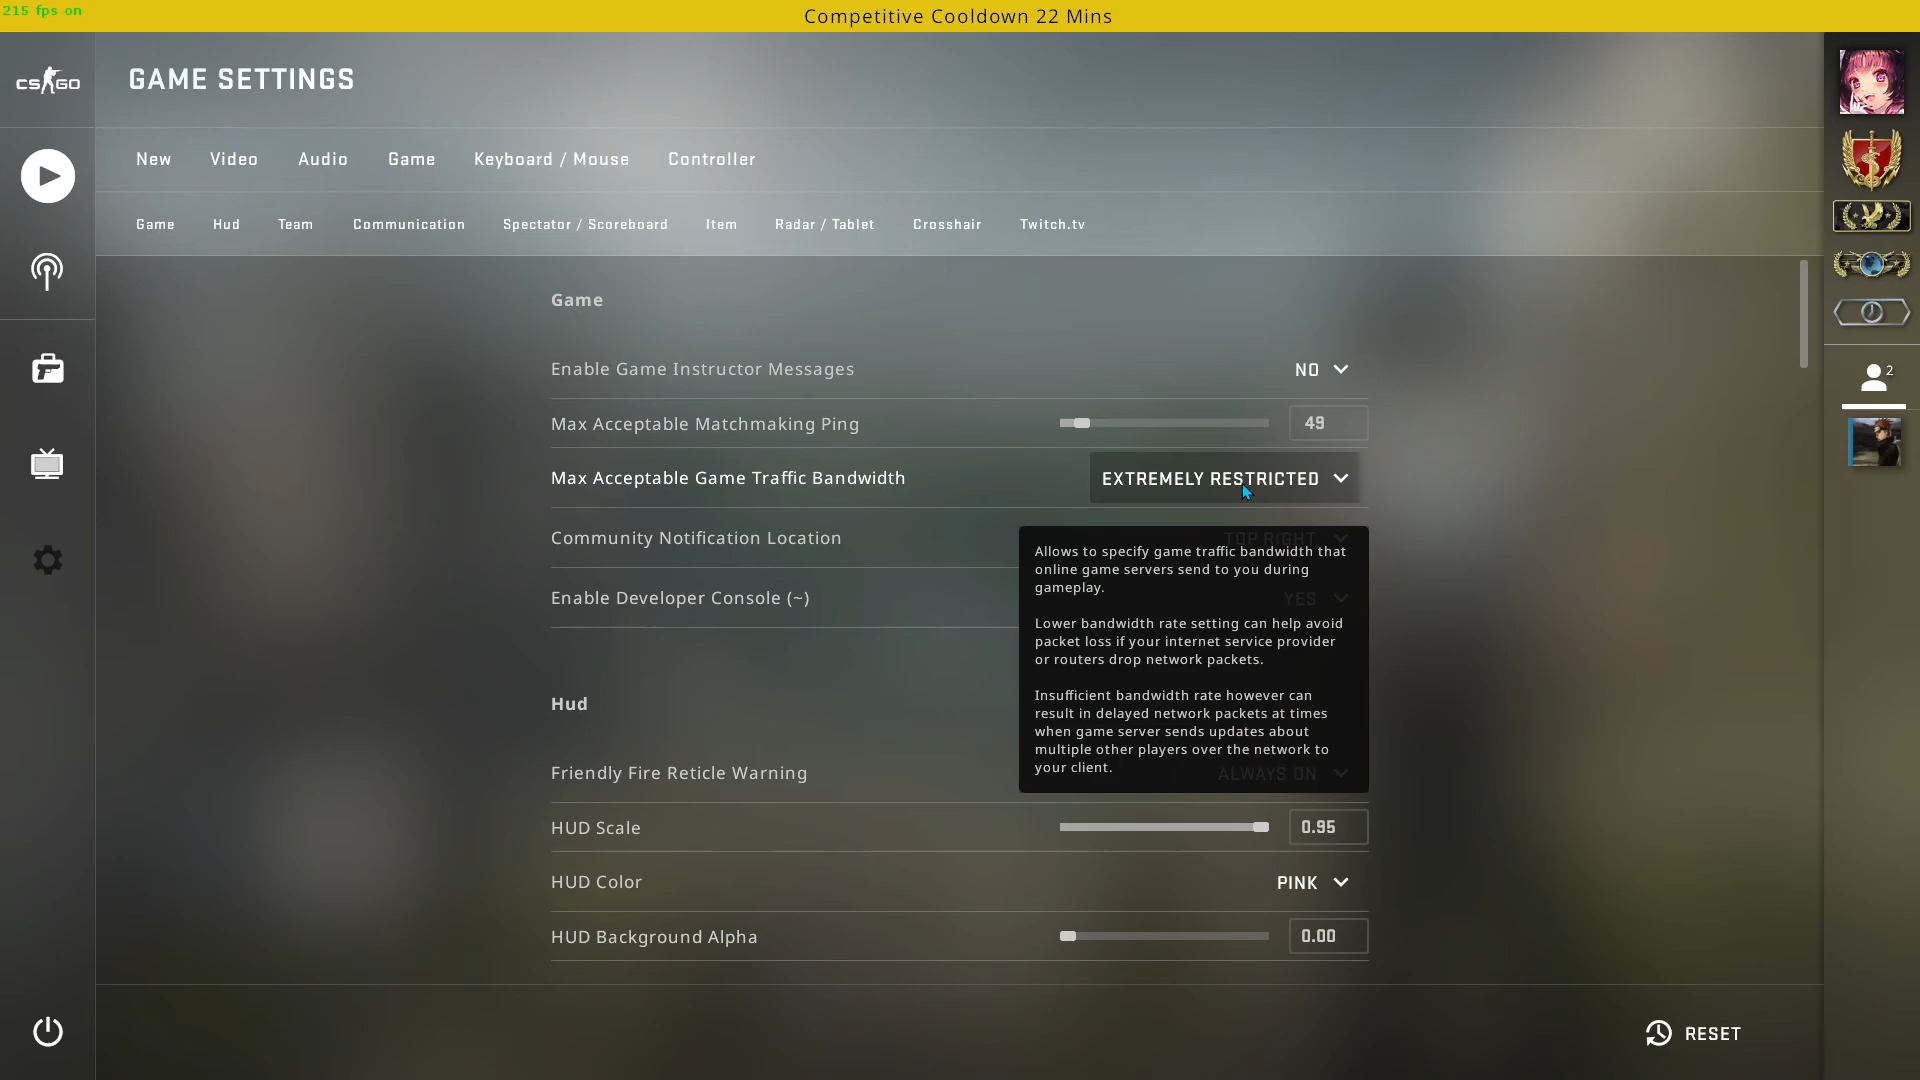 215 fps on
Competitive Cooldown 22 Mins
CS GO
GAME SETTINGS
New Video Audio Game Keyboard / Mouse Controller
Game Hud Team Communication Spectator / Scoreboard Item Radar / Tablet Crosshair Twitch.tv
Game
Enable Game Instructor Messages NO
Max Acceptable Matchmaking Ping 49
Max Acceptable Game Traffic Bandwidth EXTREMELY RESTRICTED
2
Community Notification Location TOP RIGHT
Enable Developer Console (~) YES
Allows to specify game traffic bandwidth that
online game servers send to you during
gameplay.
Lower bandwidth rate setting can help avoid
packet loss if your internet service provider
or routers drop network packets.
Insufficient bandwidth rate however can
result in delayed network packets at times
when game server sends updates about
multiple other players over the network to
your client.
Hud
Friendly Fire Reticle Warning ALWAYS ON
HUD Scale 0.95
HUD Color PINK
HUD Background Alpha 0.00
RESET